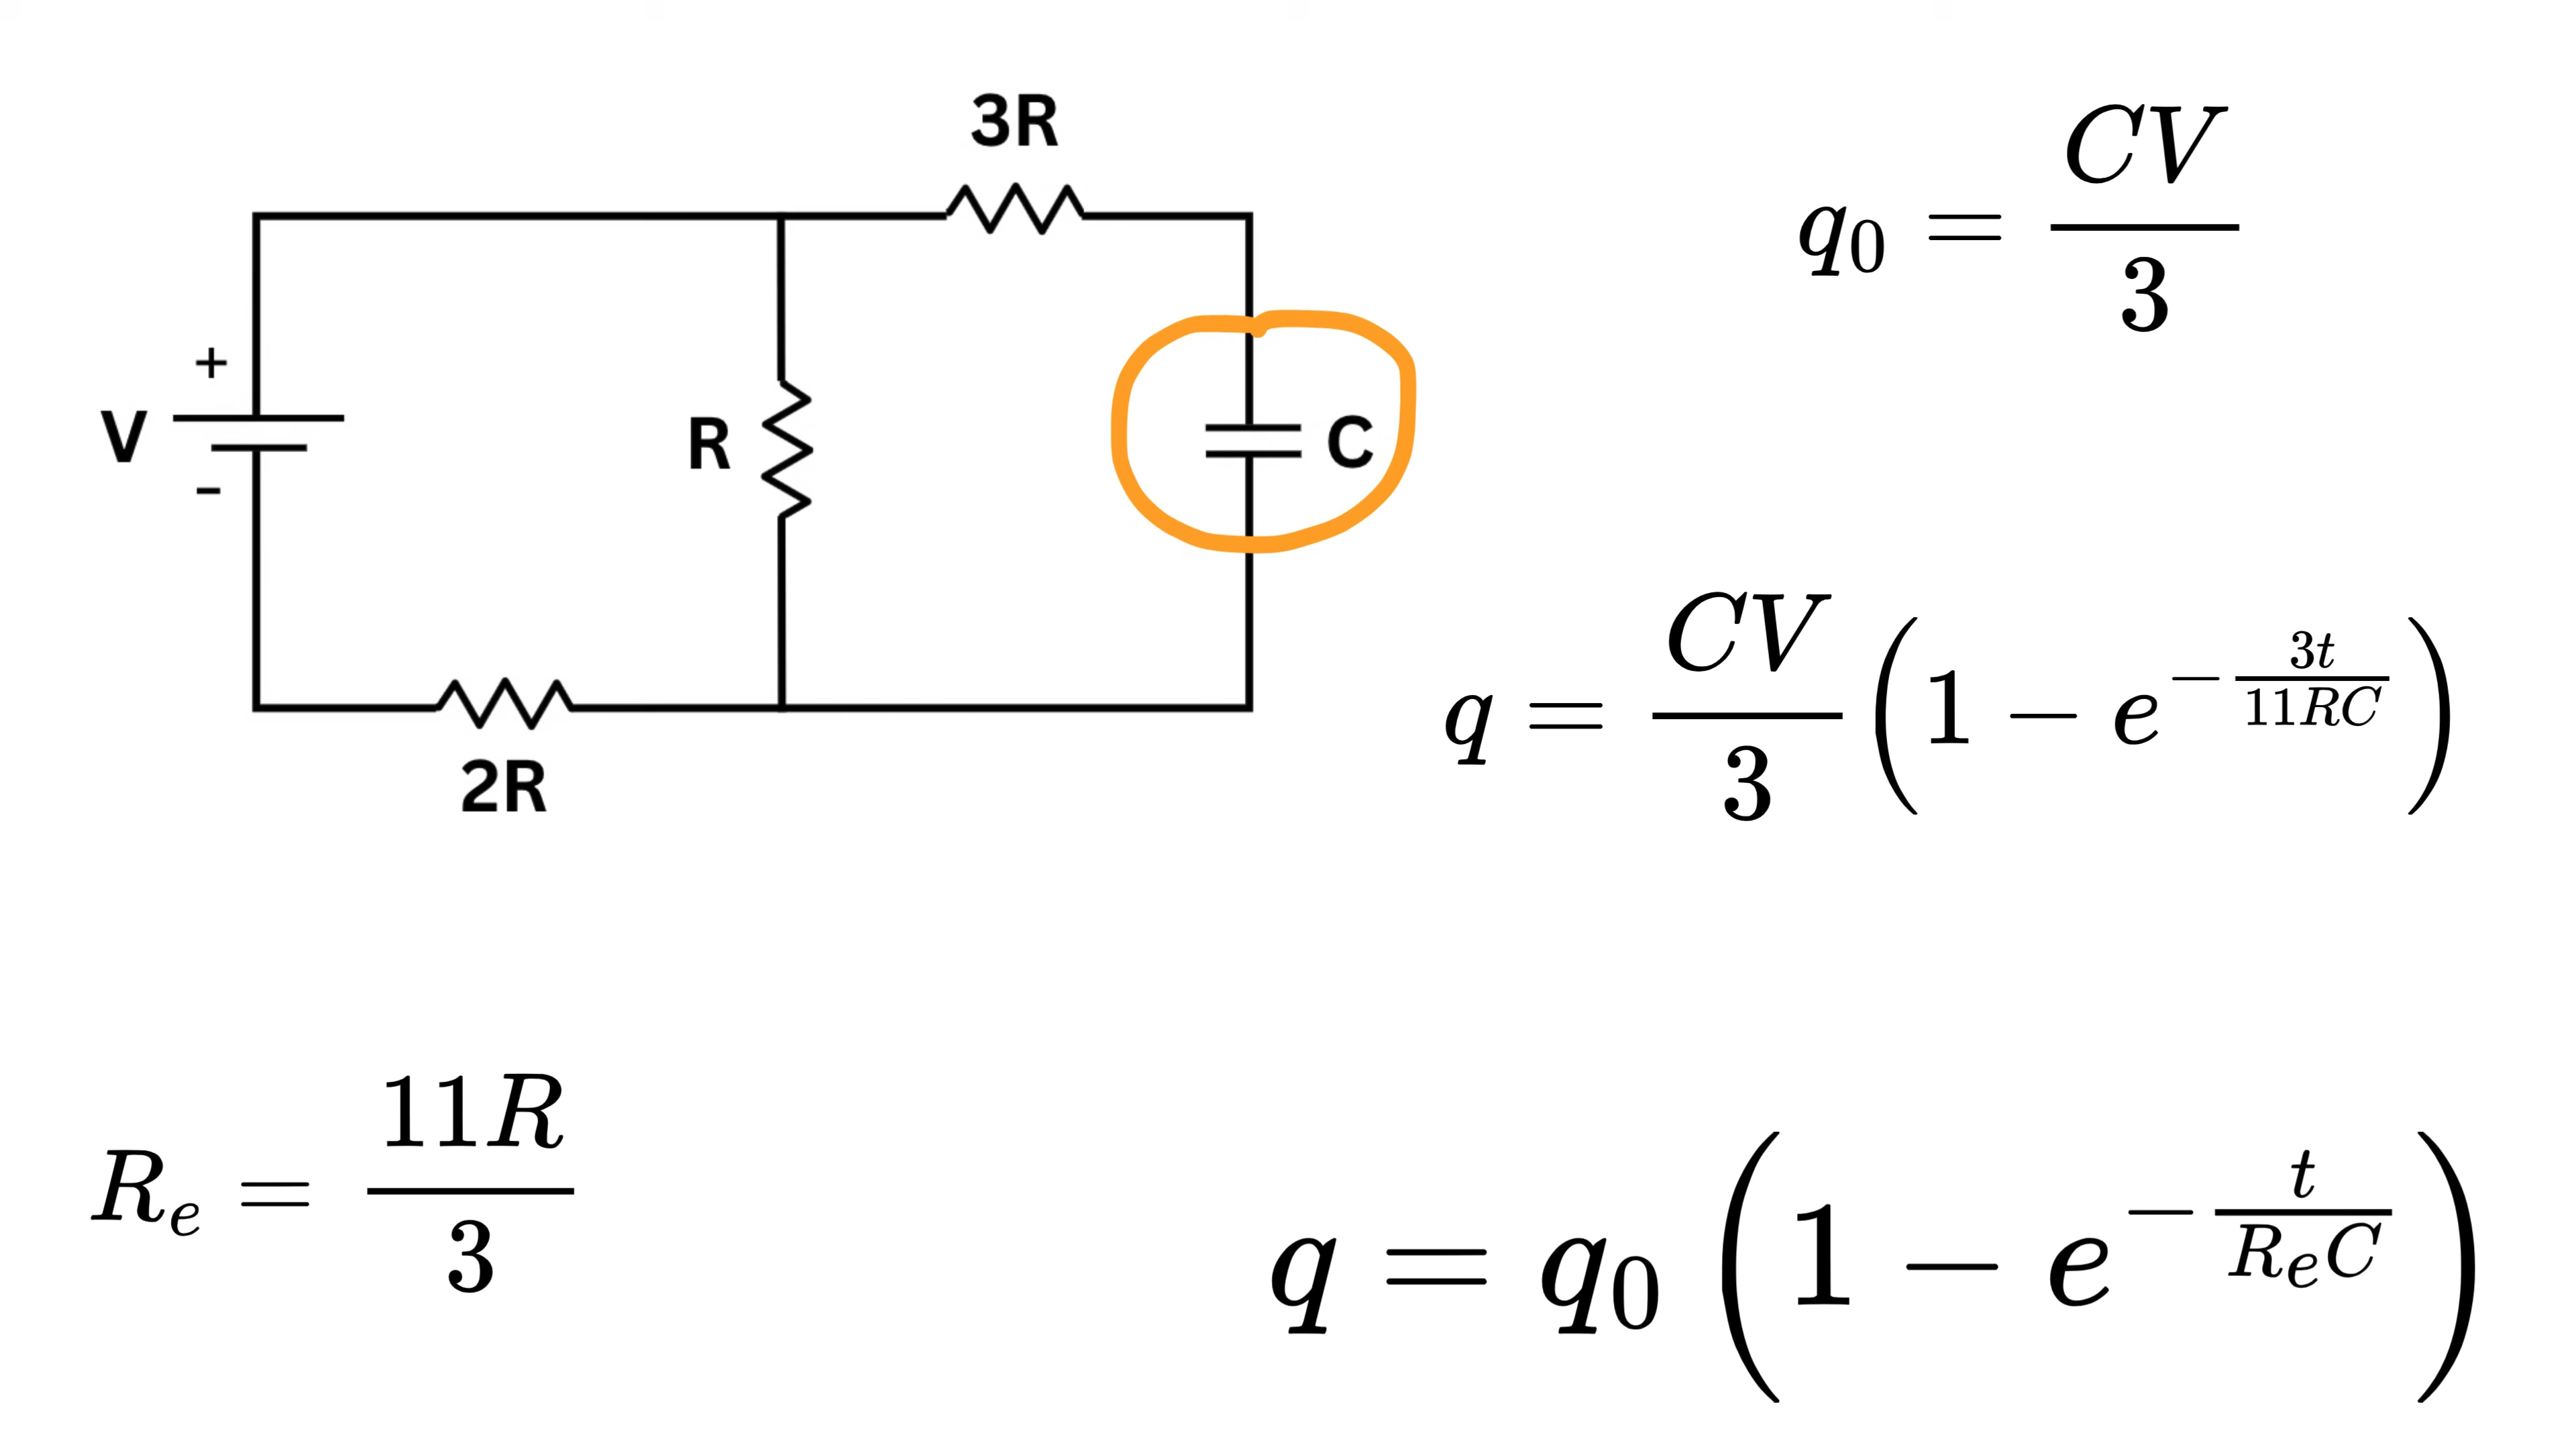 3R
q₀ = CV/3
+
V
R
C
-
q = CV/3 (1 − e^(−3t/11RC))
2R
Rₑ = 11R/3
q = q₀ (1 − e^(−t/RₑC))